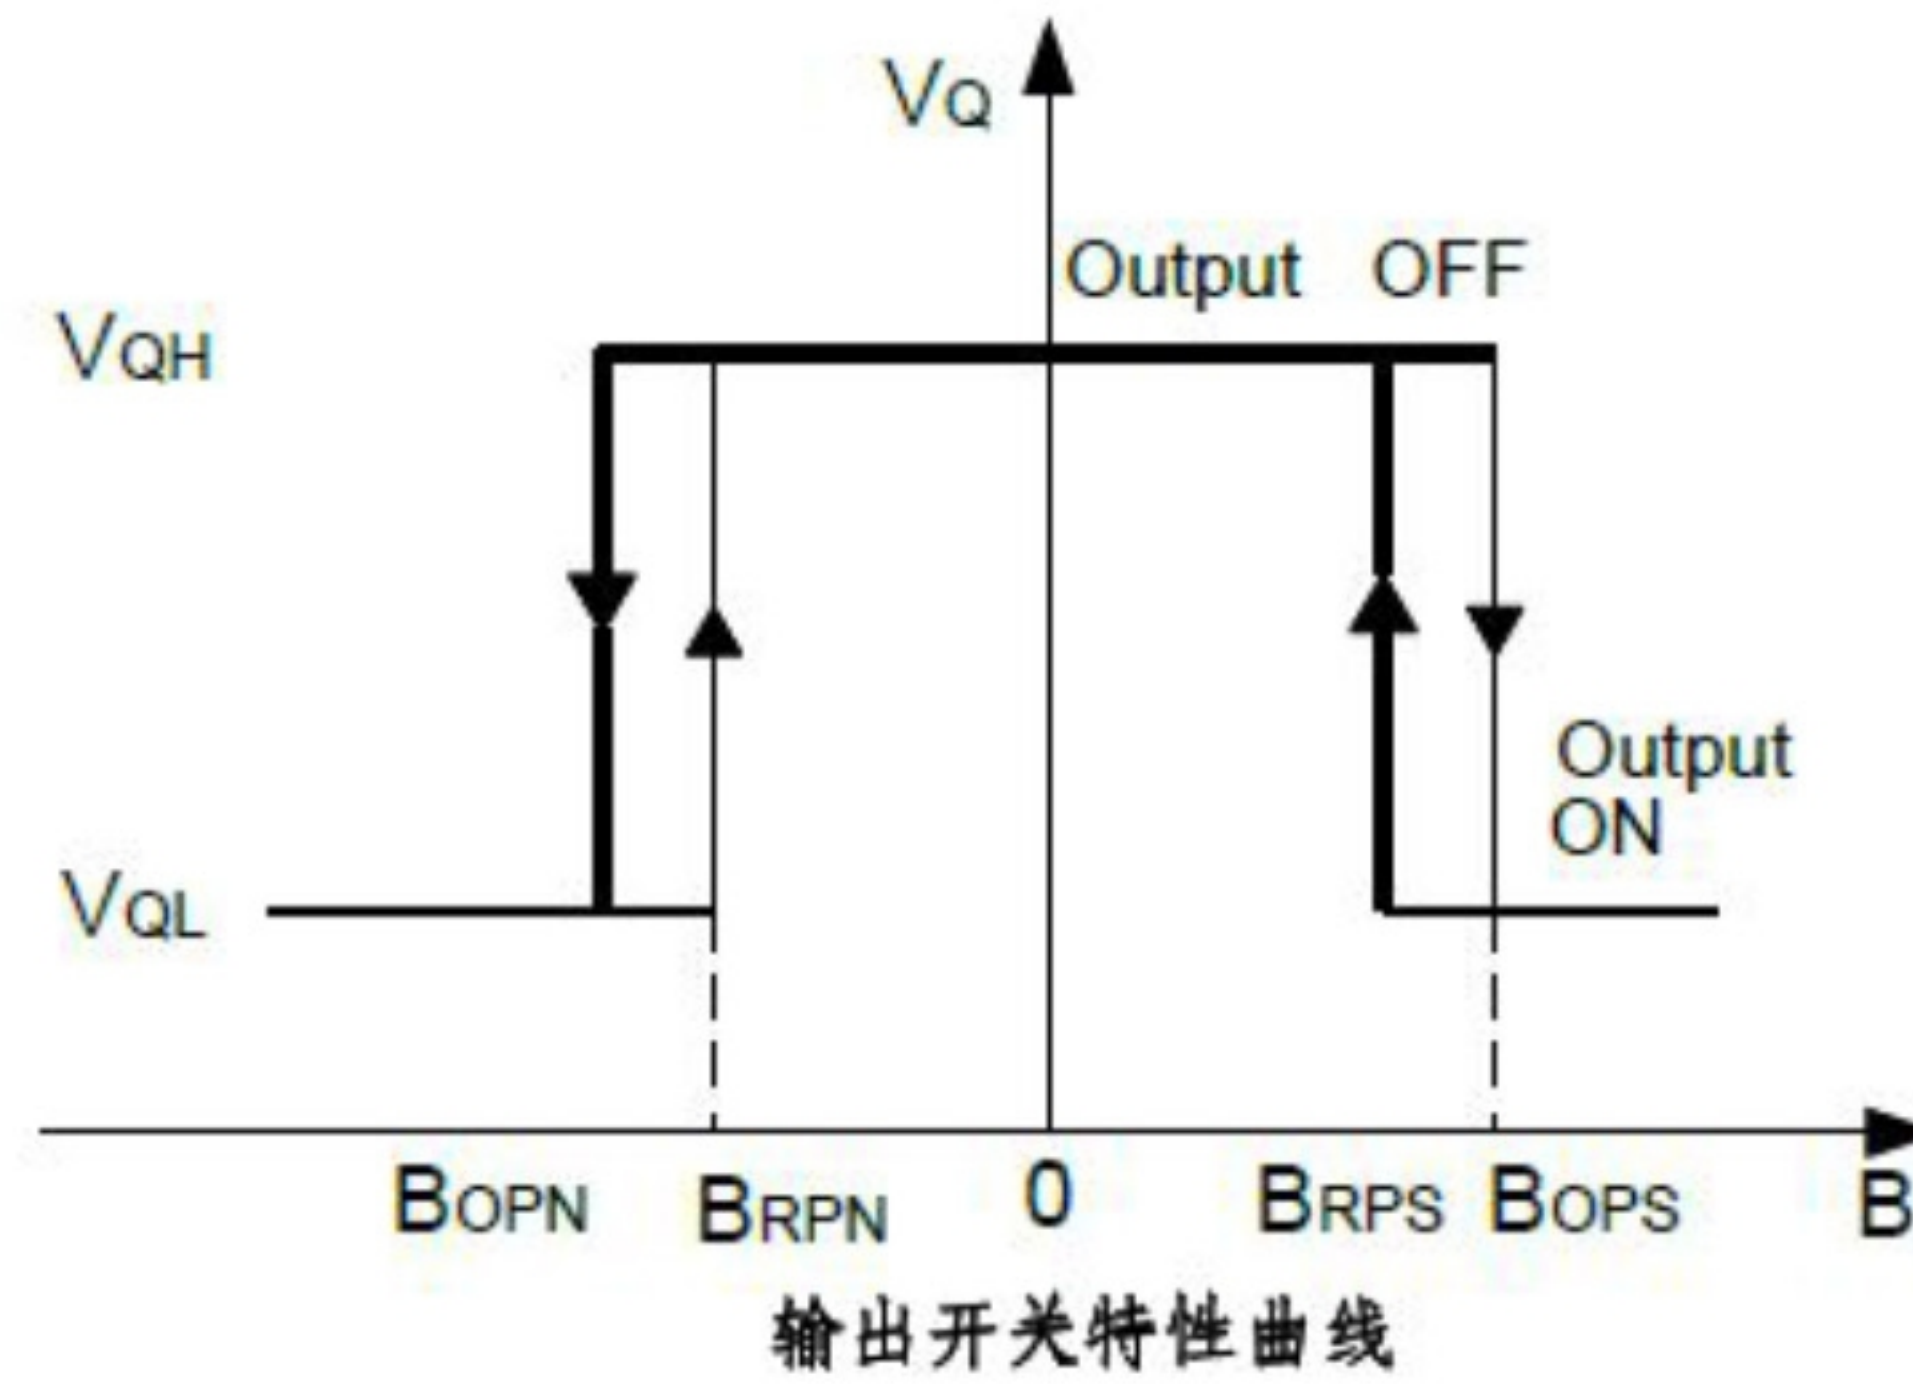 VQ
Output OFF
VQH
Output
ON
VQL
BOPN BRPN 0 BRPS BOPS B
输出开关特性曲线